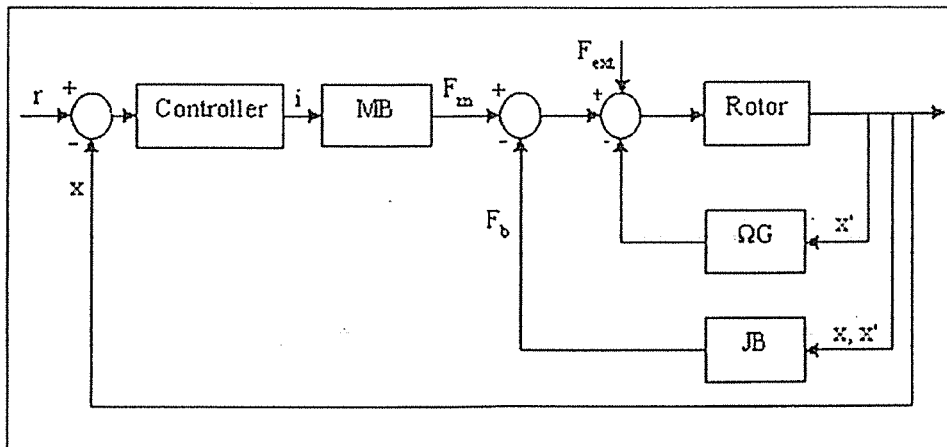 F_ext
r
+
-
x
Controller
i
MB
F_m
+
-
+
-
Rotor
F_b
ΩG
x'
JB
x, x'